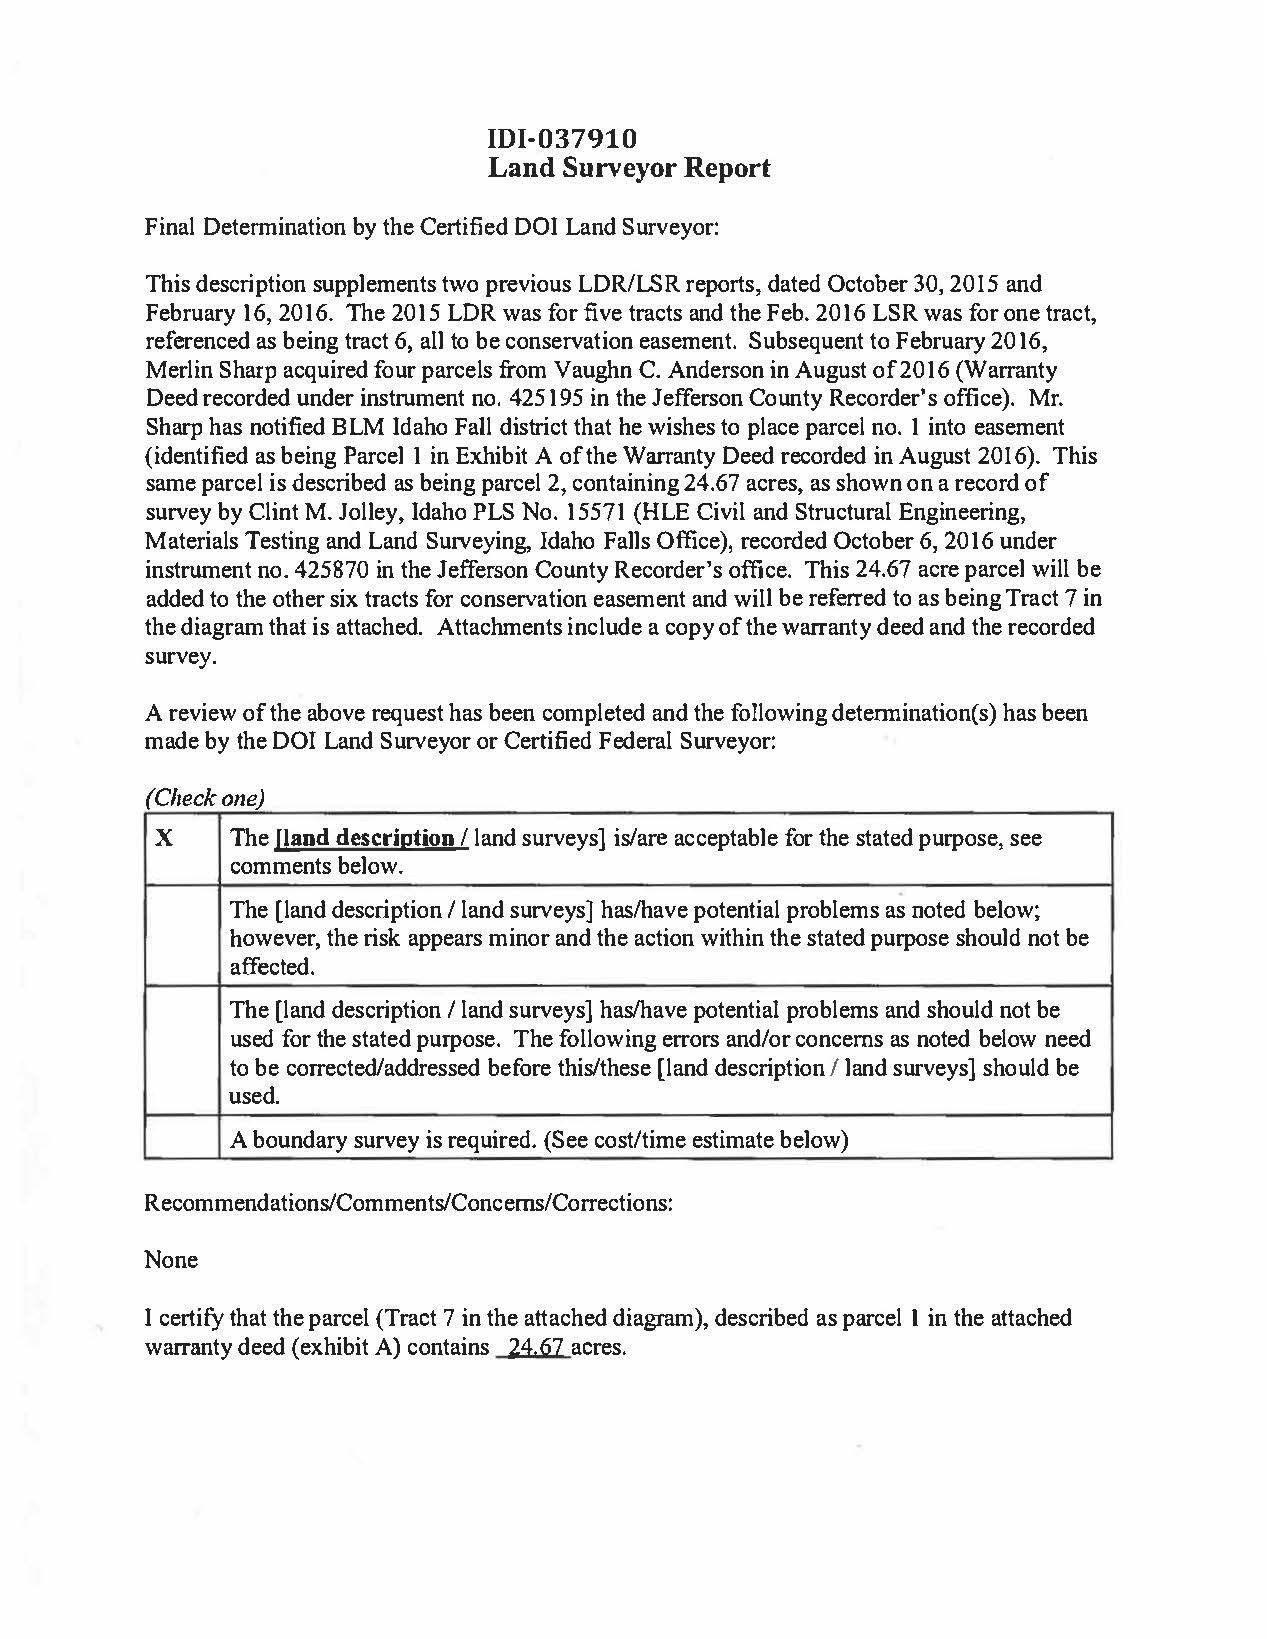 IDI-037910
Land Surveyor Report
Final Determination by the Certified DOI Land Surveyor:
This description supplements two previous LDR/LSR reports, dated October 30, 2015 and
February 16, 2016. The 2015 LDR was for five tracts and the Feb. 2016 LSR was for one tract,
referenced as being tract 6, all to be conservation easement. Subsequent to February 2016,
Merlin Sharp acquired four parcels from Vaughn C. Anderson in August of 2016 (Warranty
Deed recorded under instrument no. 425195 in the Jefferson County Recorder's office). Mr.
Sharp has notified BLM Idaho Fall district that he wishes to place parcel no. 1 into easement
(identified as being Parcel 1 in Exhibit A of the Warranty Deed recorded in August 2016). This
same parcel is described as being parcel 2, containing 24.67 acres, as shown on a record of
survey by Clint M. Jolley, Idaho PLS No. 15571 (HLE Civil and Structural Engineering,
Materials Testing and Land Surveying, Idaho Falls Office), recorded October 6, 2016 under
instrument no. 425870 in the Jefferson County Recorder's office. This 24.67 acre parcel will be
added to the other six tracts for conservation easement and will be referred to as being Tract 7 in
the diagram that is attached. Attachments include a copy of the warranty deed and the recorded
survey.
A review of the above request has been completed and the following determination(s) has been
made by the DOI Land Surveyor or Certified Federal Surveyor:
(Check one)
X The [land description / land surveys] is/are acceptable for the stated purpose, see
comments below.
The [land description / land surveys] has/have potential problems as noted below;
however, the risk appears minor and the action within the stated purpose should not be
affected.
The [land description / land surveys] has/have potential problems and should not be
used for the stated purpose. The following errors and/or concerns as noted below need
to be corrected/addressed before this/these [land description / land surveys] should be
used.
A boundary survey is required. (See cost/time estimate below)
Recommendations/Comments/Concerns/Corrections:
None
I certify that the parcel (Tract 7 in the attached diagram), described as parcel 1 in the attached
warranty deed (exhibit A) contains 24.67 acres.